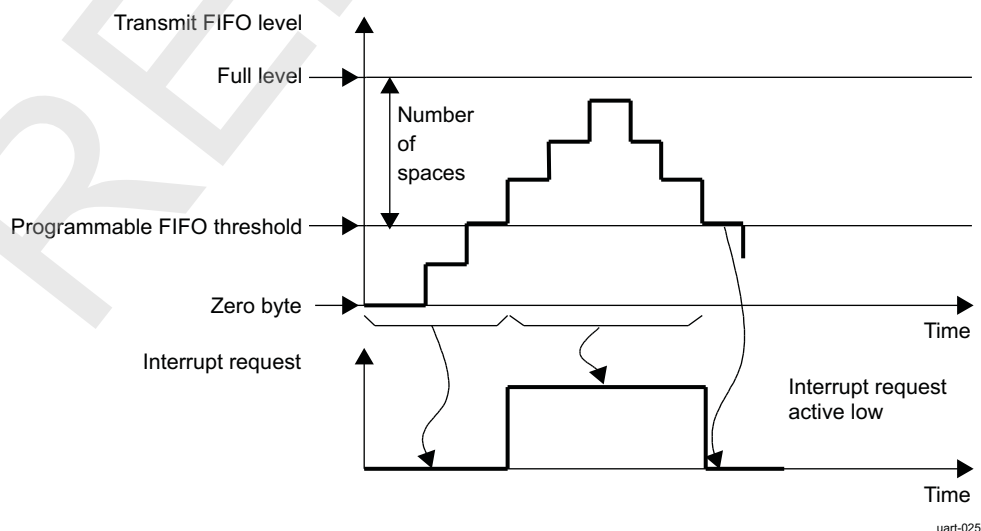 Transmit FIFO level
Full level
Number
of
spaces
Programmable FIFO threshold
Zero byte
Time
Interrupt request
Interrupt request
active low
Time
uart-025